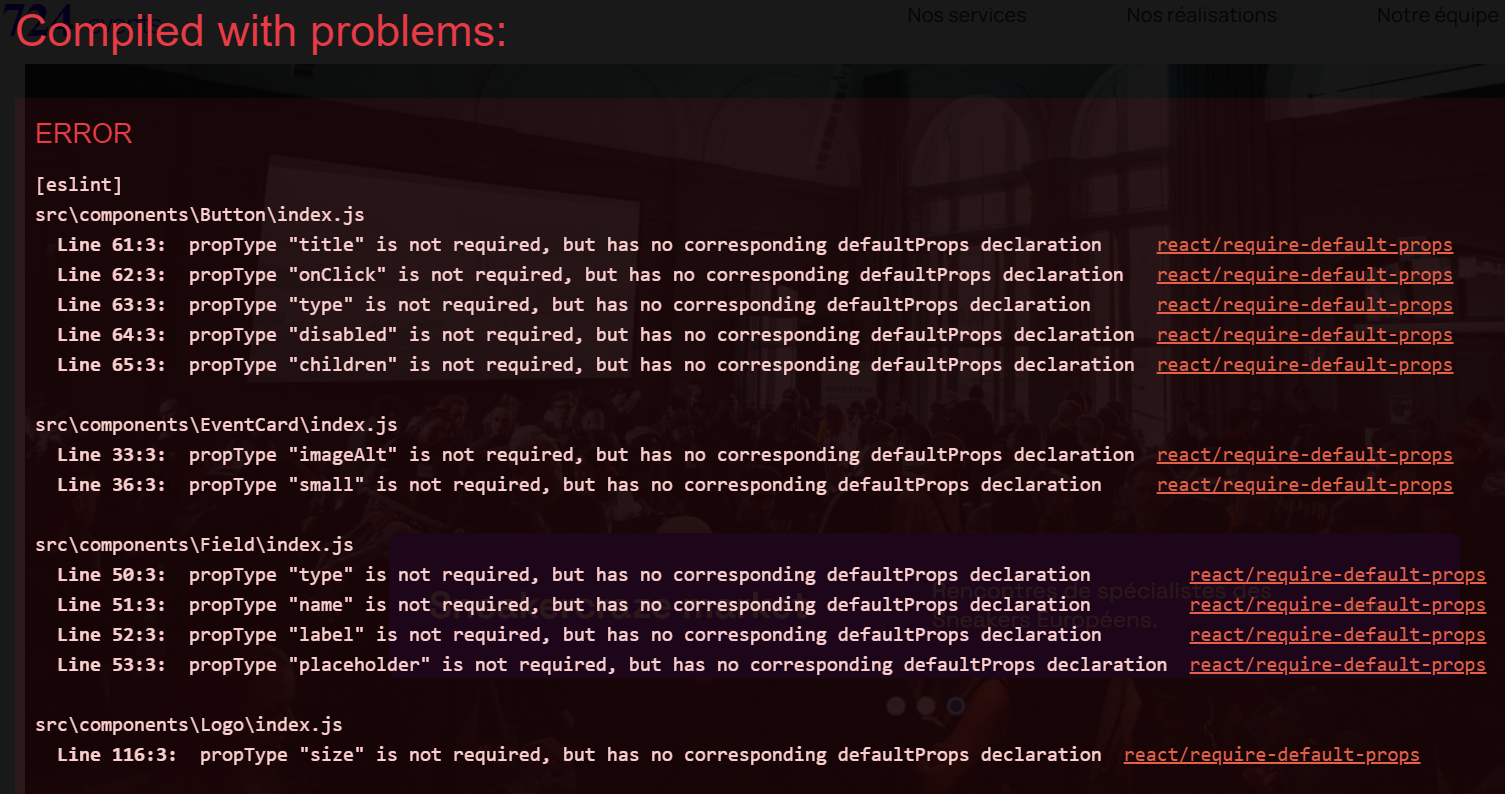 724 events
Nos services
Nos réalisations
Notre équipe
Compiled with problems:
ERROR
[eslint]
src\components\Button\index.js
Line 61:3: propType "title" is not required, but has no corresponding defaultProps declaration react/require-default-props
Line 62:3: propType "onClick" is not required, but has no corresponding defaultProps declaration react/require-default-props
Line 63:3: propType "type" is not required, but has no corresponding defaultProps declaration react/require-default-props
Line 64:3: propType "disabled" is not required, but has no corresponding defaultProps declaration react/require-default-props
Line 65:3: propType "children" is not required, but has no corresponding defaultProps declaration react/require-default-props
src\components\EventCard\index.js
Line 33:3: propType "imageAlt" is not required, but has no corresponding defaultProps declaration react/require-default-props
Line 36:3: propType "small" is not required, but has no corresponding defaultProps declaration react/require-default-props
src\components\Field\index.js
Line 50:3: propType "type" is not required, but has no corresponding defaultProps declaration react/require-default-props
Line 51:3: propType "name" is not required, but has no corresponding defaultProps declaration react/require-default-props
Line 52:3: propType "label" is not required, but has no corresponding defaultProps declaration react/require-default-props
Line 53:3: propType "placeholder" is not required, but has no corresponding defaultProps declaration react/require-default-props
Sneakercraze market
Rencontres de spécialistes des
Sneakers Européens.
src\components\Logo\index.js
Line 116:3: propType "size" is not required, but has no corresponding defaultProps declaration react/require-default-props